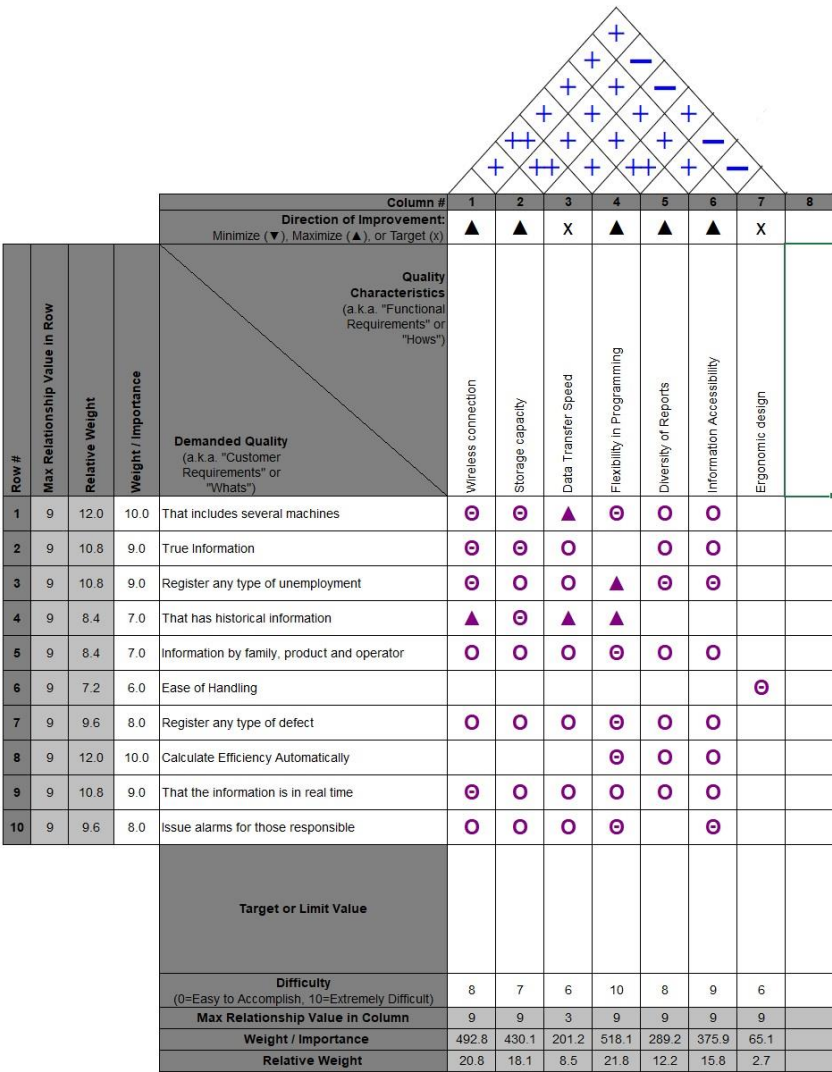 +
+ −
+ + −
+ + + +
++ + + + −
+ ++ + ++ + −
Column # 1 2 3 4 5 6 7 8
Direction of Improvement:
Minimize (▼), Maximize (▲), or Target (x) ▲ ▲ x ▲ ▲ ▲ x
Row #
Max Relationship Value in Row
Relative Weight
Weight / Importance
Quality
Characteristics
(a.k.a. "Functional
Requirements" or
"Hows")
Demanded Quality
(a.k.a. "Customer
Requirements" or
"Whats")
Wireless connection
Storage capacity
Data Transfer Speed
Flexibility in Programming
Diversity of Reports
Information Accessibility
Ergonomic design
1 9 12.0 10.0 That includes several machines Θ Θ ▲ Θ Ο Ο
2 9 10.8 9.0 True Information Θ Θ Ο Ο Ο
3 9 10.8 9.0 Register any type of unemployment Θ Ο Ο ▲ Θ Θ
4 9 8.4 7.0 That has historical information ▲ Θ ▲ ▲
5 9 8.4 7.0 Information by family, product and operator Ο Ο Ο Θ Ο Ο
6 9 7.2 6.0 Ease of Handling Θ
7 9 9.6 8.0 Register any type of defect Ο Ο Ο Θ Ο Ο
8 9 12.0 10.0 Calculate Efficiency Automatically Θ Ο Ο
9 9 10.8 9.0 That the information is in real time Θ Ο Ο Ο Ο Ο
10 9 9.6 8.0 Issue alarms for those responsible Ο Ο Ο Θ Θ
Target or Limit Value
Difficulty
(0=Easy to Accomplish, 10=Extremely Difficult) 8 7 6 10 8 9 6
Max Relationship Value in Column 9 9 3 9 9 9 9
Weight / Importance 492.8 430.1 201.2 518.1 289.2 375.9 65.1
Relative Weight 20.8 18.1 8.5 21.8 12.2 15.8 2.7